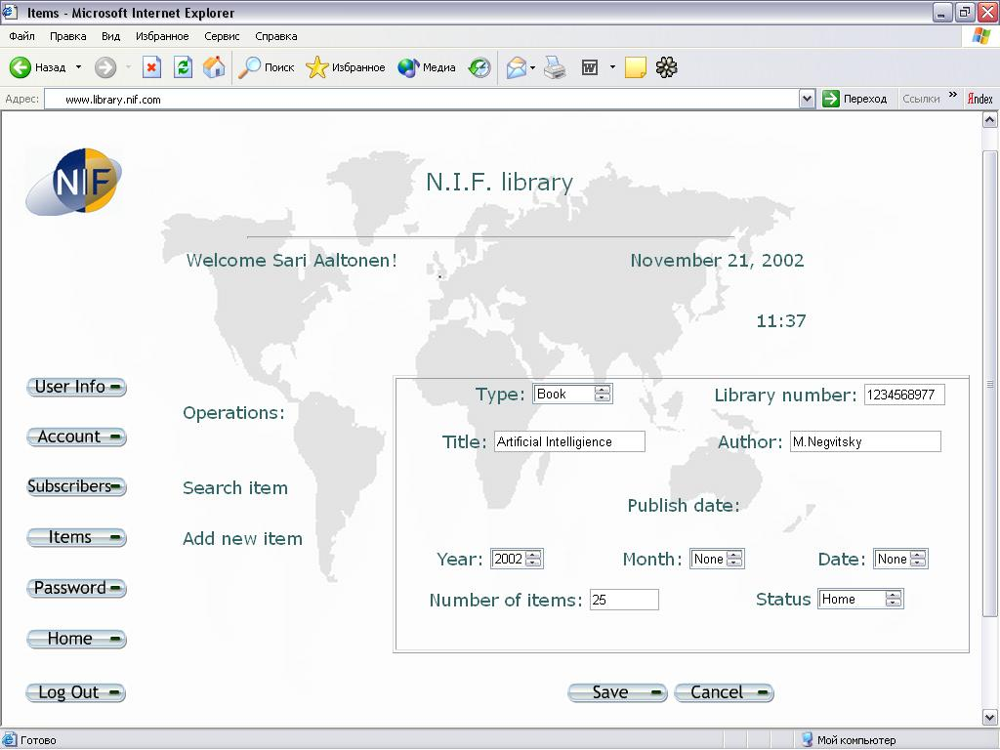 Items - Microsoft Internet Explorer
Файл Правка Вид Избранное Сервис Справка
Назад Поиск Избранное Медиа
Адрес: www.library.nif.com Переход Ссылки » Яndex
NIF
N.I.F. library
Welcome Sari Aaltonen! November 21, 2002
11:37
User Info
Account
Subscribers
Items
Password
Home
Log Out
Operations:
Search item
Add new item
Type: Book Library number: 1234568977
Title: Artificial Intelligience Author: M.Negvitsky
Publish date:
Year: 2002 Month: None Date: None
Number of items: 25 Status Home
Save Cancel
Готово Мой компьютер